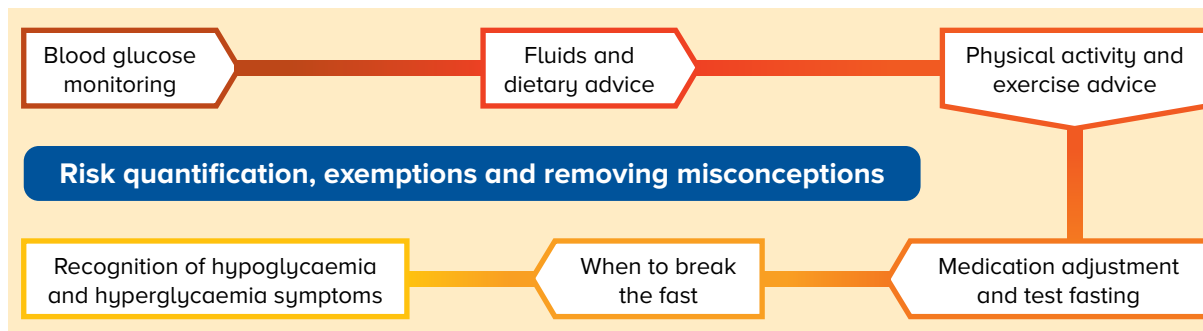 Blood glucose
monitoring
Fluids and
dietary advice
Physical activity and
exercise advice
Risk quantification, exemptions and removing misconceptions
Medication adjustment
and test fasting
When to break
the fast
Recognition of hypoglycaemia
and hyperglycaemia symptoms